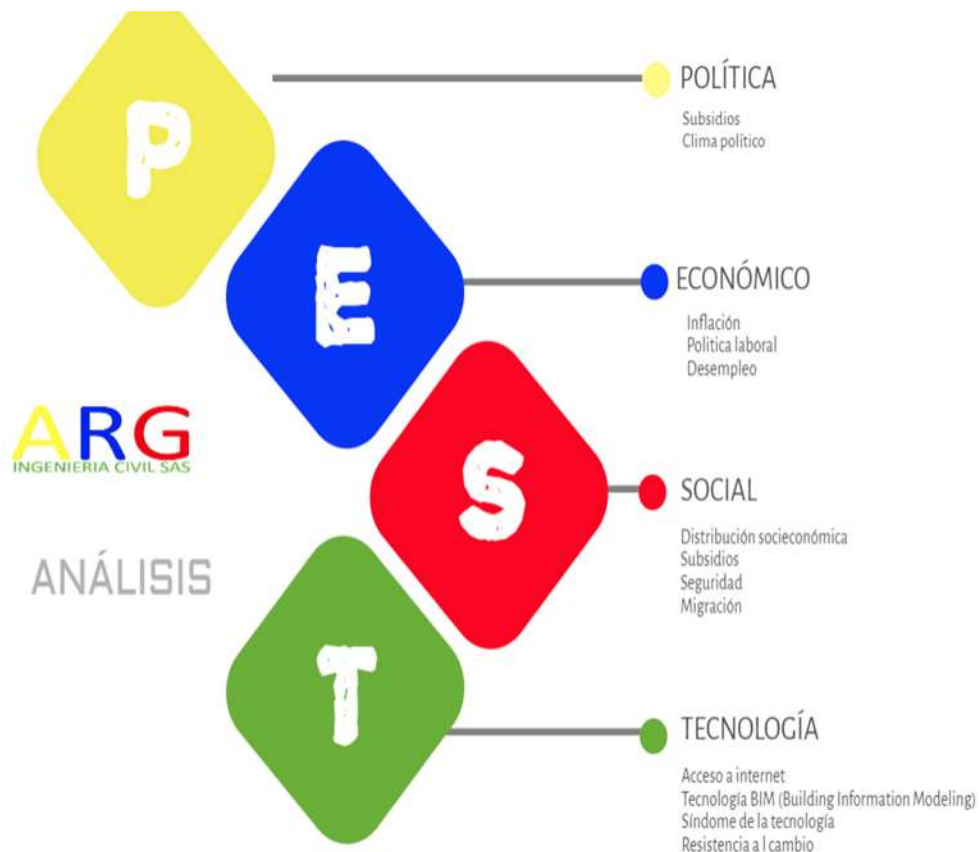 P
POLÍTICA
Subsidios
Clima político
E
ECONÓMICO
Inflación
Politica laboral
Desempleo
ARG
INGENIERIA CIVIL SAS
S
SOCIAL
Distribución socioeconómica
Subsidios
Seguridad
Migración
ANÁLISIS
T
TECNOLOGÍA
Acceso a internet
Tecnología BIM (Building Information Modeling)
Síndome de la tecnología
Resistencia a l cambio